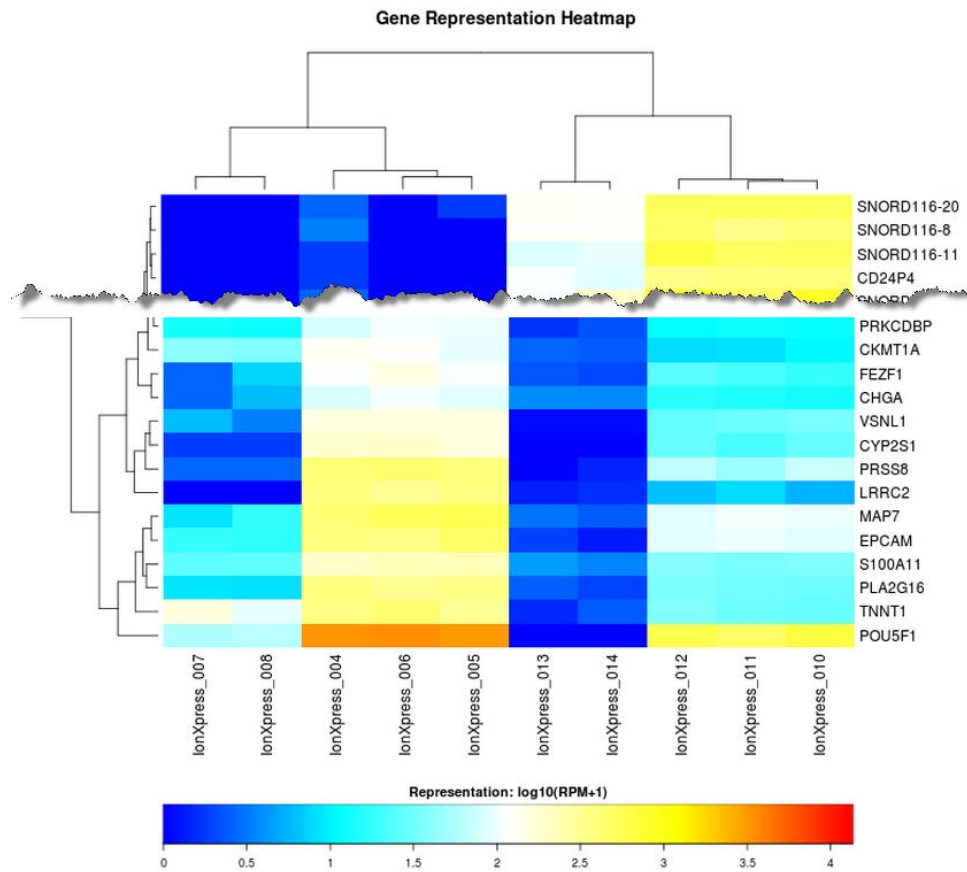 Gene Representation Heatmap
SNORD116-20
SNORD116-8
SNORD116-11
CD24P4
SNORD
PRKCDBP
CKMT1A
FEZF1
CHGA
VSNL1
CYP2S1
PRSS8
LRRC2
MAP7
EPCAM
S100A11
PLA2G16
TNNT1
POU5F1
IonXpress_007
IonXpress_008
IonXpress_004
IonXpress_006
IonXpress_005
IonXpress_013
IonXpress_014
IonXpress_012
IonXpress_011
IonXpress_010
Representation: log10(RPM+1)
0 0.5 1 1.5 2 2.5 3 3.5 4